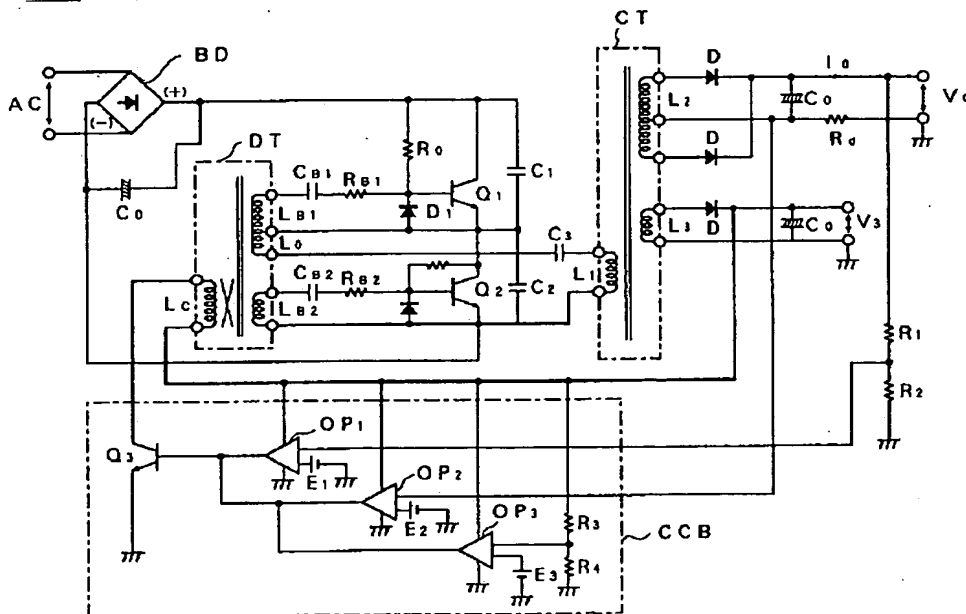 CT
BD
D
I0
AC
(+)
(-)
L2
C0
V0
Rd
DT
R0
C1
CB1
RB1
Q1
D
C0
D1
LB1
L0
C3
L3
D
C0
V3
CB2
RB2
Q2
C2
L1
LC
LB2
R1
R2
OP1
Q3
E1
OP2
E2
OP3
R3
CCB
R4
E3